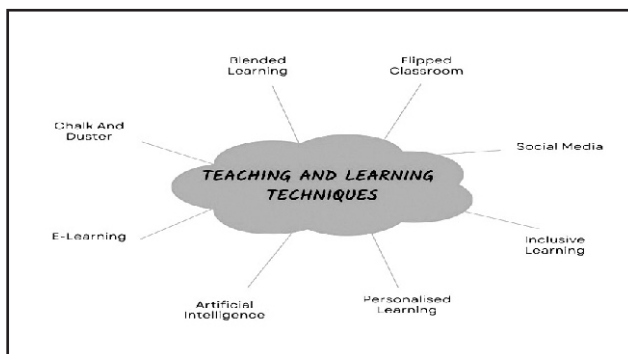 Blended
Learning
Flipped
Classroom
Chalk And
Duster
Social Media
TEACHING AND LEARNING
TECHNIQUES
E-Learning
Inclusive
Learning
Artificial
Intelligence
Personalised
Learning